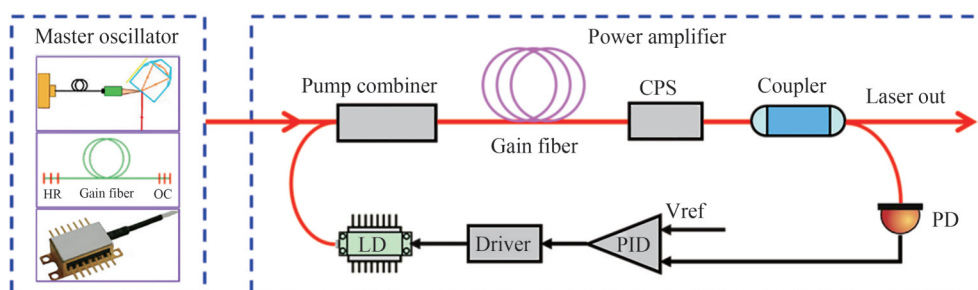 Master oscillator
HR
Gain fiber
OC
Power amplifier
Pump combiner
CPS
Coupler
Laser out
Gain fiber
LD
Driver
PID
Vref
PD